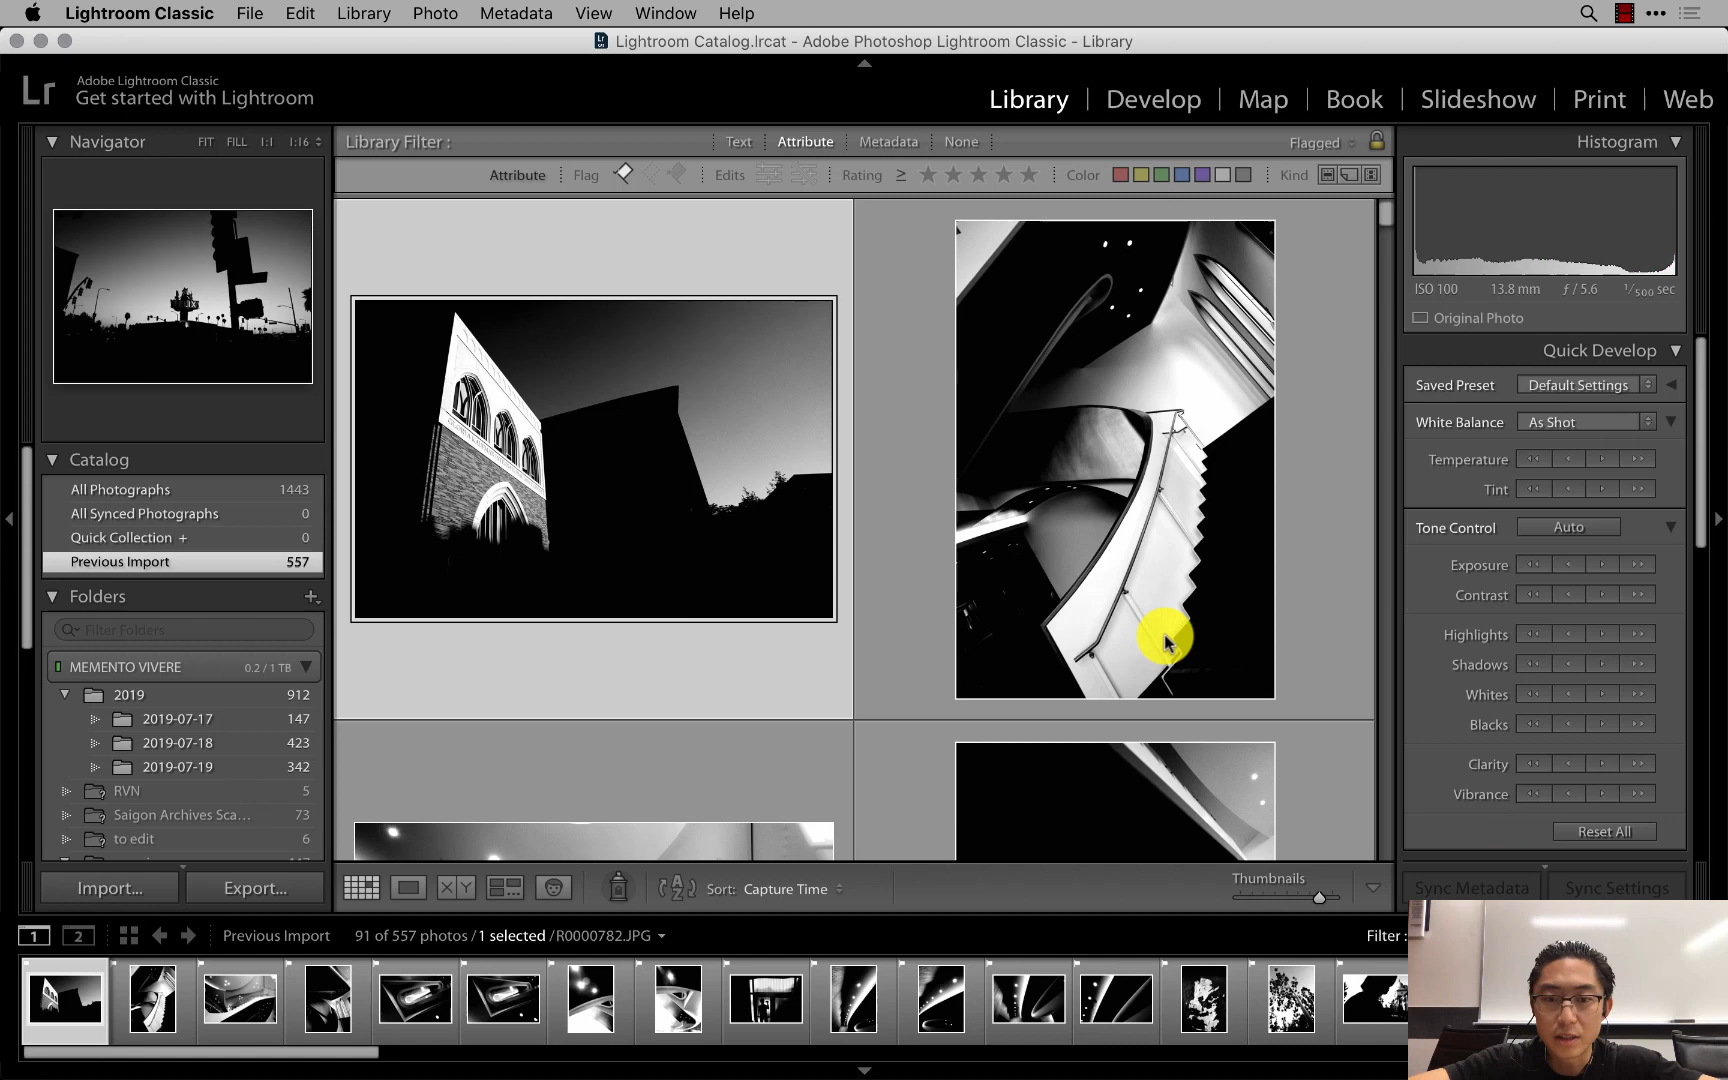 Lightroom Classic File Edit Library Photo Metadata View Window Help
Lr Lightroom Catalog.lrcat - Adobe Photoshop Lightroom Classic - Library
Lr
Adobe Lightroom Classic
Get started with Lightroom
Library | Develop | Map | Book | Slideshow | Print | Web
Navigator FIT FILL 1:1 1:16
Library Filter : Text Attribute Metadata None Flagged
Histogram
Attribute Flag Edits Rating ≥ ★ ★ ★ ★ ★ Color Kind
ISO 100 13.8 mm ƒ / 5.6 1/500 sec
Original Photo
Quick Develop
Saved Preset Default Settings
White Balance As Shot
Temperature
Tint
Tone Control Auto
Exposure
Contrast
Highlights
Shadows
Whites
Blacks
Clarity
Vibrance
Reset All
Sync Metadata Sync Settings
Catalog
All Photographs 1443
All Synced Photographs 0
Quick Collection + 0
Previous Import 557
Folders +
Filter Folders
MEMENTO VIVERE 0.2 / 1 TB
2019 912
2019-07-17 147
2019-07-18 423
2019-07-19 342
RVN 5
Saigon Archives Sca... 73
to edit 6
Import... Export...
X Y
A Z Sort: Capture Time
Thumbnails
1 2 Previous Import 91 of 557 photos / 1 selected / R0000782.JPG Filter :